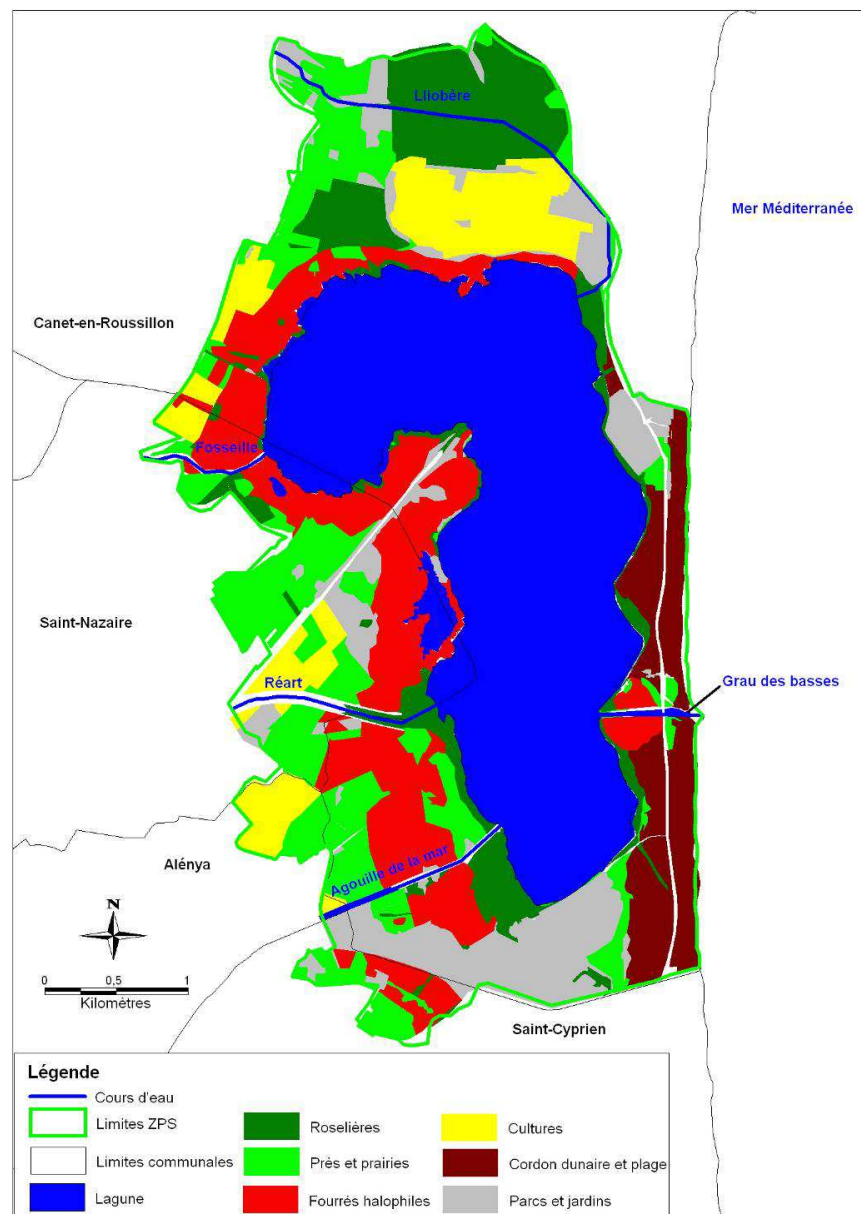 Lliobère
Mer Méditerranée
Canet-en-Roussillon
Fosseille
Saint-Nazaire
Réart
Grau des basses
Alénya
Agouille de la mar
N
0 0,5 1
Kilomètres
Saint-Cyprien
Légende
Cours d'eau
Limites ZPS
Roselières
Cultures
Limites communales
Près et prairies
Cordon dunaire et plage
Lagune
Fourrés halophiles
Parcs et jardins